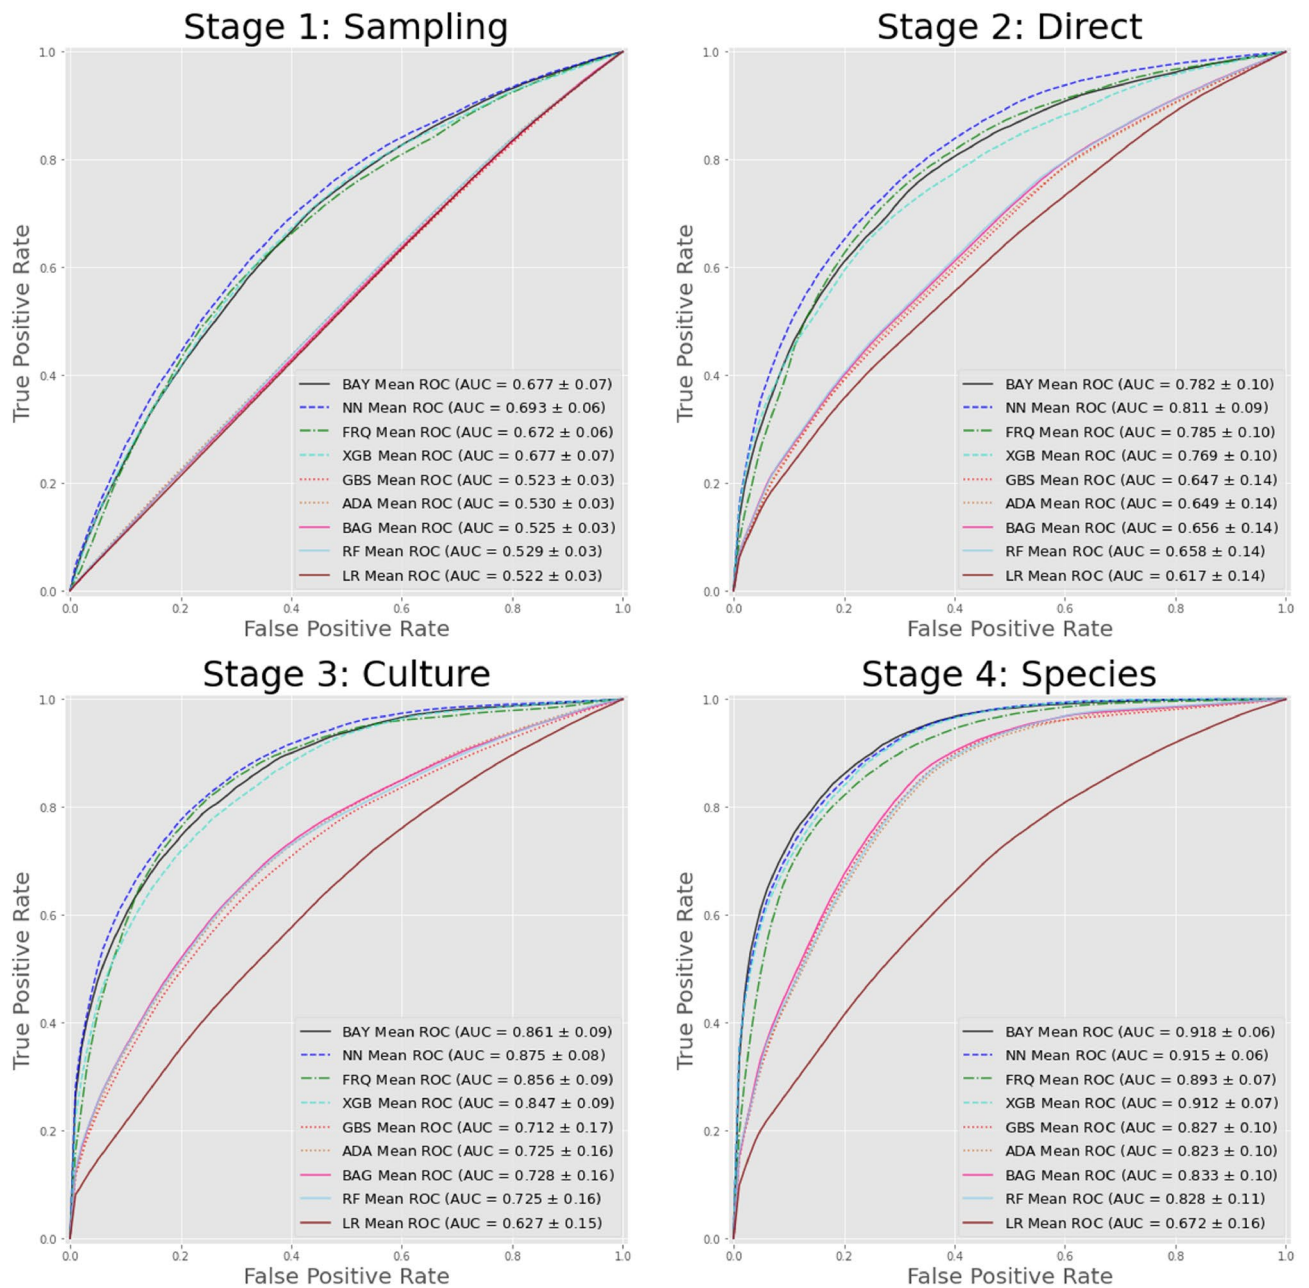 Stage 1: Sampling
1.0
0.8
0.6
0.4
0.2
0.0
True Positive Rate
BAY Mean ROC (AUC = 0.677 ± 0.07)
NN Mean ROC (AUC = 0.693 ± 0.06)
FRQ Mean ROC (AUC = 0.672 ± 0.06)
XGB Mean ROC (AUC = 0.677 ± 0.07)
GBS Mean ROC (AUC = 0.523 ± 0.03)
ADA Mean ROC (AUC = 0.530 ± 0.03)
BAG Mean ROC (AUC = 0.525 ± 0.03)
RF Mean ROC (AUC = 0.529 ± 0.03)
LR Mean ROC (AUC = 0.522 ± 0.03)
0.0 0.2 0.4 0.6 0.8 1.0
False Positive Rate
Stage 2: Direct
1.0
0.8
0.6
0.4
0.2
0.0
True Positive Rate
BAY Mean ROC (AUC = 0.782 ± 0.10)
NN Mean ROC (AUC = 0.811 ± 0.09)
FRQ Mean ROC (AUC = 0.785 ± 0.10)
XGB Mean ROC (AUC = 0.769 ± 0.10)
GBS Mean ROC (AUC = 0.647 ± 0.14)
ADA Mean ROC (AUC = 0.649 ± 0.14)
BAG Mean ROC (AUC = 0.656 ± 0.14)
RF Mean ROC (AUC = 0.658 ± 0.14)
LR Mean ROC (AUC = 0.617 ± 0.14)
0.0 0.2 0.4 0.6 0.8 1.0
False Positive Rate
Stage 3: Culture
1.0
0.8
0.6
0.4
0.2
0.0
True Positive Rate
BAY Mean ROC (AUC = 0.861 ± 0.09)
NN Mean ROC (AUC = 0.875 ± 0.08)
FRQ Mean ROC (AUC = 0.856 ± 0.09)
XGB Mean ROC (AUC = 0.847 ± 0.09)
GBS Mean ROC (AUC = 0.712 ± 0.17)
ADA Mean ROC (AUC = 0.725 ± 0.16)
BAG Mean ROC (AUC = 0.728 ± 0.16)
RF Mean ROC (AUC = 0.725 ± 0.16)
LR Mean ROC (AUC = 0.627 ± 0.15)
0.0 0.2 0.4 0.6 0.8 1.0
False Positive Rate
Stage 4: Species
1.0
0.8
0.6
0.4
0.2
0.0
True Positive Rate
BAY Mean ROC (AUC = 0.918 ± 0.06)
NN Mean ROC (AUC = 0.915 ± 0.06)
FRQ Mean ROC (AUC = 0.893 ± 0.07)
XGB Mean ROC (AUC = 0.912 ± 0.07)
GBS Mean ROC (AUC = 0.827 ± 0.10)
ADA Mean ROC (AUC = 0.823 ± 0.10)
BAG Mean ROC (AUC = 0.833 ± 0.10)
RF Mean ROC (AUC = 0.828 ± 0.11)
LR Mean ROC (AUC = 0.672 ± 0.16)
0.0 0.2 0.4 0.6 0.8 1.0
False Positive Rate